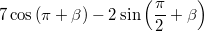 7 cos (π + β) − 2 sin (π/2 + β)